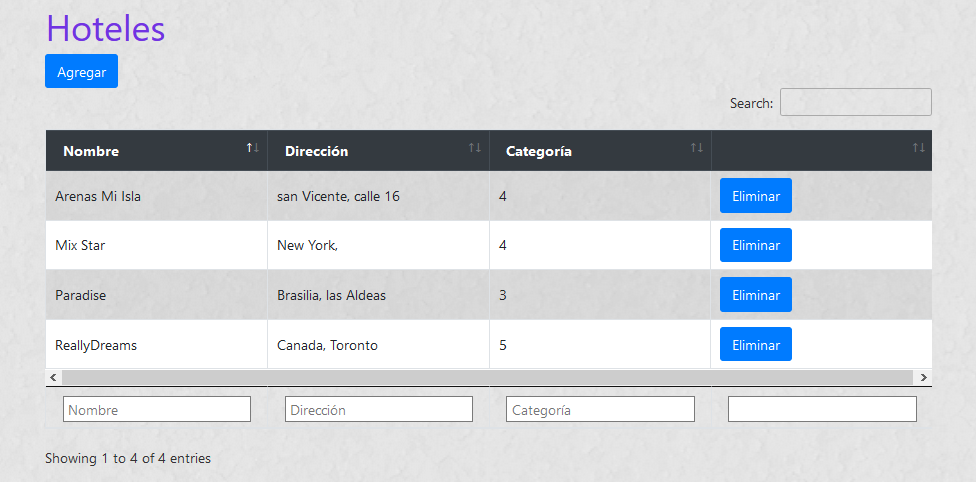 Hoteles
Agregar
Search:
Nombre Dirección Categoría
Arenas Mi Isla san Vicente, calle 16 4 Eliminar
Mix Star New York, 4 Eliminar
Paradise Brasilia, las Aldeas 3 Eliminar
ReallyDreams Canada, Toronto 5 Eliminar
Nombre Dirección Categoría
Showing 1 to 4 of 4 entries